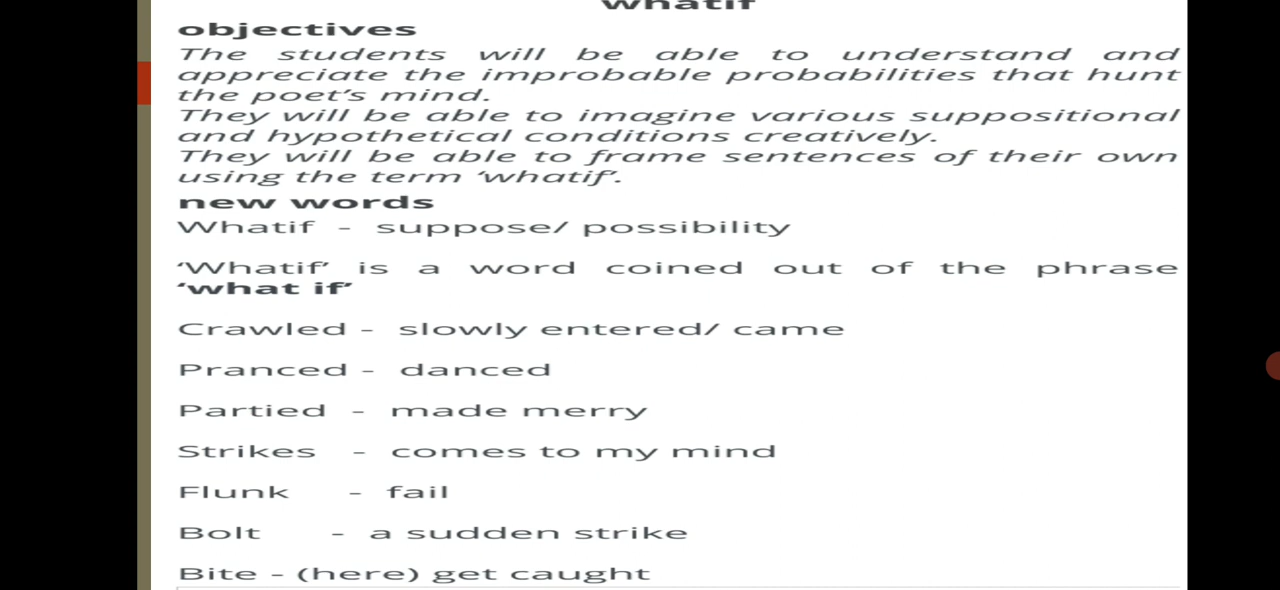 whatif
objectives
The students will be able to understand and
appreciate the improbable probabilities that hunt
the poet's mind.
They will be able to imagine various suppositional
and hypothetical conditions creatively.
They will be able to frame sentences of their own
using the term ‘whatif’.
new words
Whatif - suppose/ possibility
‘Whatif’ is a word coined out of the phrase
‘what if’
Crawled - slowly entered/ came
Pranced - danced
Partied - made merry
Strikes - comes to my mind
Flunk - fail
Bolt - a sudden strike
Bite - (here) get caught